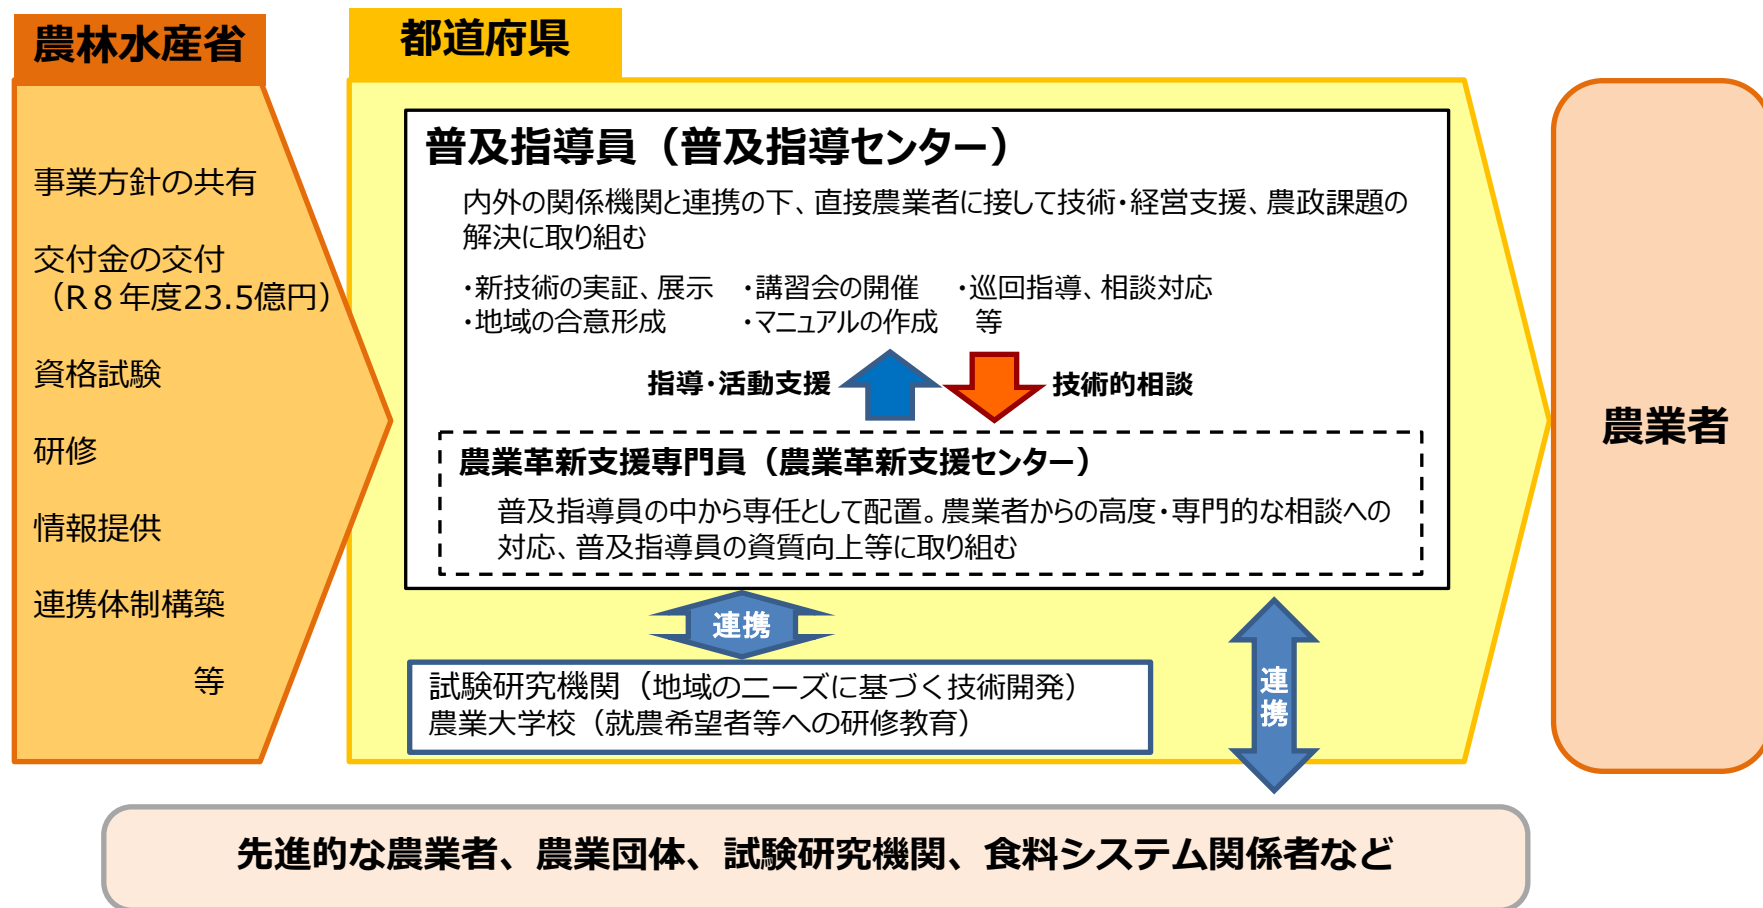 農林水産省
事業方針の共有
交付金の交付
（Ｒ８年度23.5億円）
資格試験
研修
情報提供
連携体制構築
等
都道府県
普及指導員（普及指導センター）
内外の関係機関と連携の下、直接農業者に接して技術・経営支援、農政課題の
解決に取り組む
・新技術の実証、展示　・講習会の開催　・巡回指導、相談対応
・地域の合意形成　・マニュアルの作成　等
指導・活動支援
技術的相談
農業革新支援専門員（農業革新支援センター）
普及指導員の中から専任として配置。農業者からの高度・専門的な相談への
対応、普及指導員の資質向上等に取り組む
連携
試験研究機関（地域のニーズに基づく技術開発）
農業大学校（就農希望者等への研修教育）
連携
農業者
先進的な農業者、農業団体、試験研究機関、食料システム関係者など